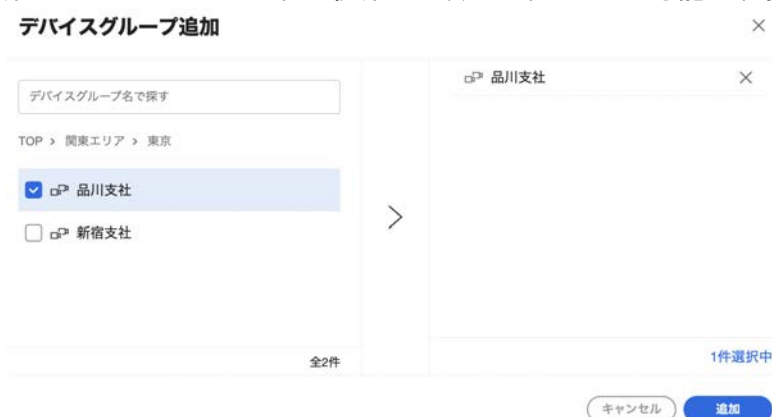 デバイスグループ追加
デバイスグループ名で探す
TOP > 関東エリア > 東京
品川支社
新宿支社
全2件
品川支社
1件選択中
キャンセル
追加